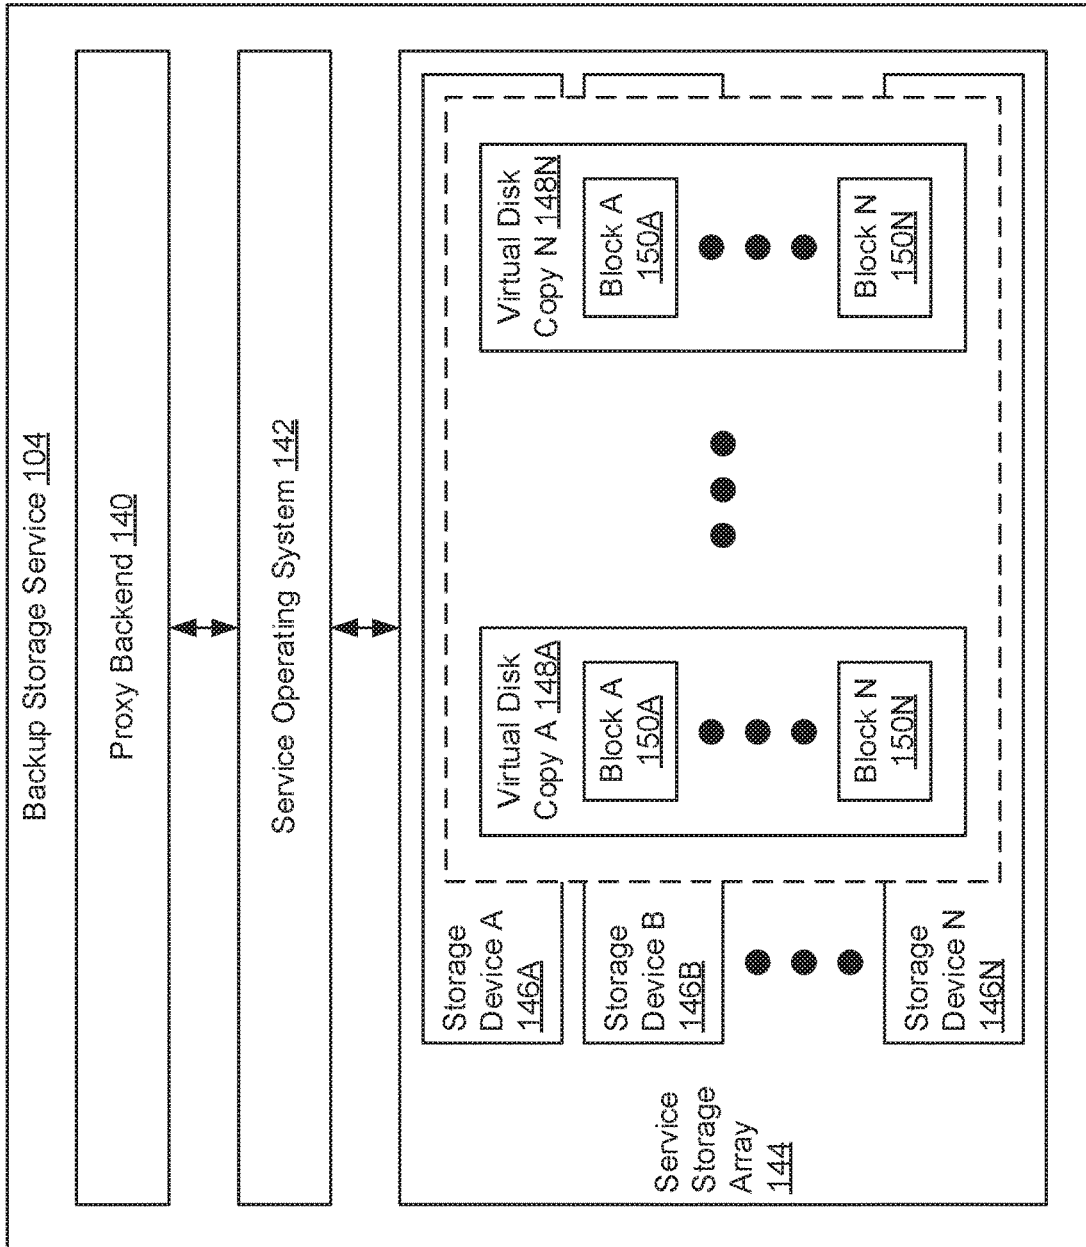 Backup Storage Service 104
Proxy Backend 140
Service Operating System 142
Service
Storage
Array
144
Storage
Device A
146A
Storage
Device B
146B
Storage
Device N
146N
Virtual Disk
Copy A 148A
Block A
150A
Block N
150N
Virtual Disk
Copy N 148N
Block A
150A
Block N
150N